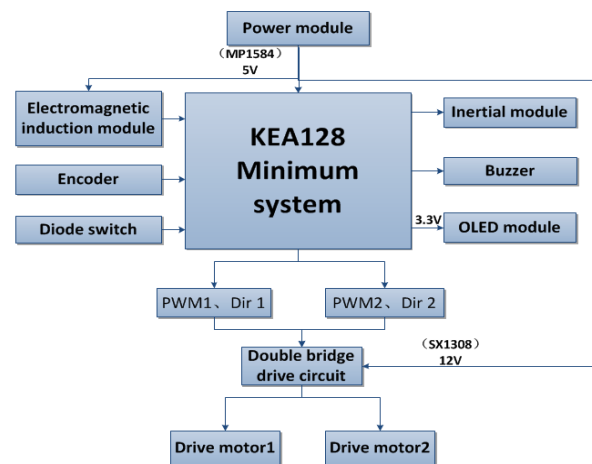 Power module
（MP1584）
5V
Electromagnetic
induction module
Encoder
Diode switch
KEA128
Minimum
system
Inertial module
Buzzer
3.3V
OLED module
PWM1、Dir 1
PWM2、Dir 2
Double bridge
drive circuit
（SX1308）
12V
Drive motor1
Drive motor2